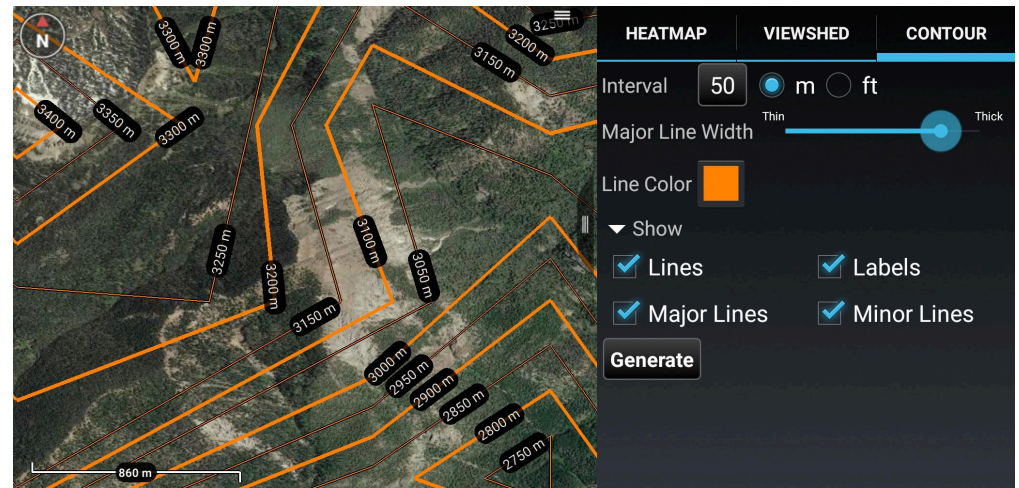 N
3300 m
3300 m
3250 m
3200 m
3150 m
3400 m
3350 m
3300 m
3250 m
3200 m
3100 m
3050 m
3150 m
3000 m
2950 m
2900 m
2850 m
2800 m
2750 m
860 m
HEATMAP VIEWSHED CONTOUR
Interval 50 m ft
Thin Thick
Major Line Width
Line Color
Show
Lines Labels
Major Lines Minor Lines
Generate